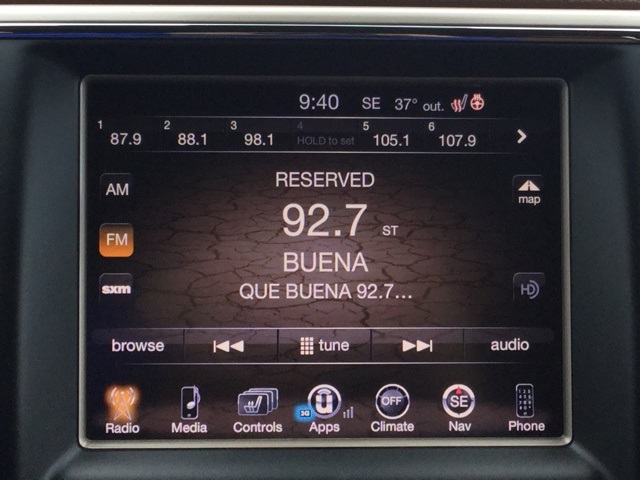 9:40 SE 37° out.
1 87.9 2 88.1 3 98.1 4 HOLD to set 5 105.1 6 107.9
AM
RESERVED
map
92.7 ST
FM
BUENA
sxm
QUE BUENA 92.7...
HD
browse tune audio
OFF SE
3G
Radio Media Controls Apps Climate Nav Phone